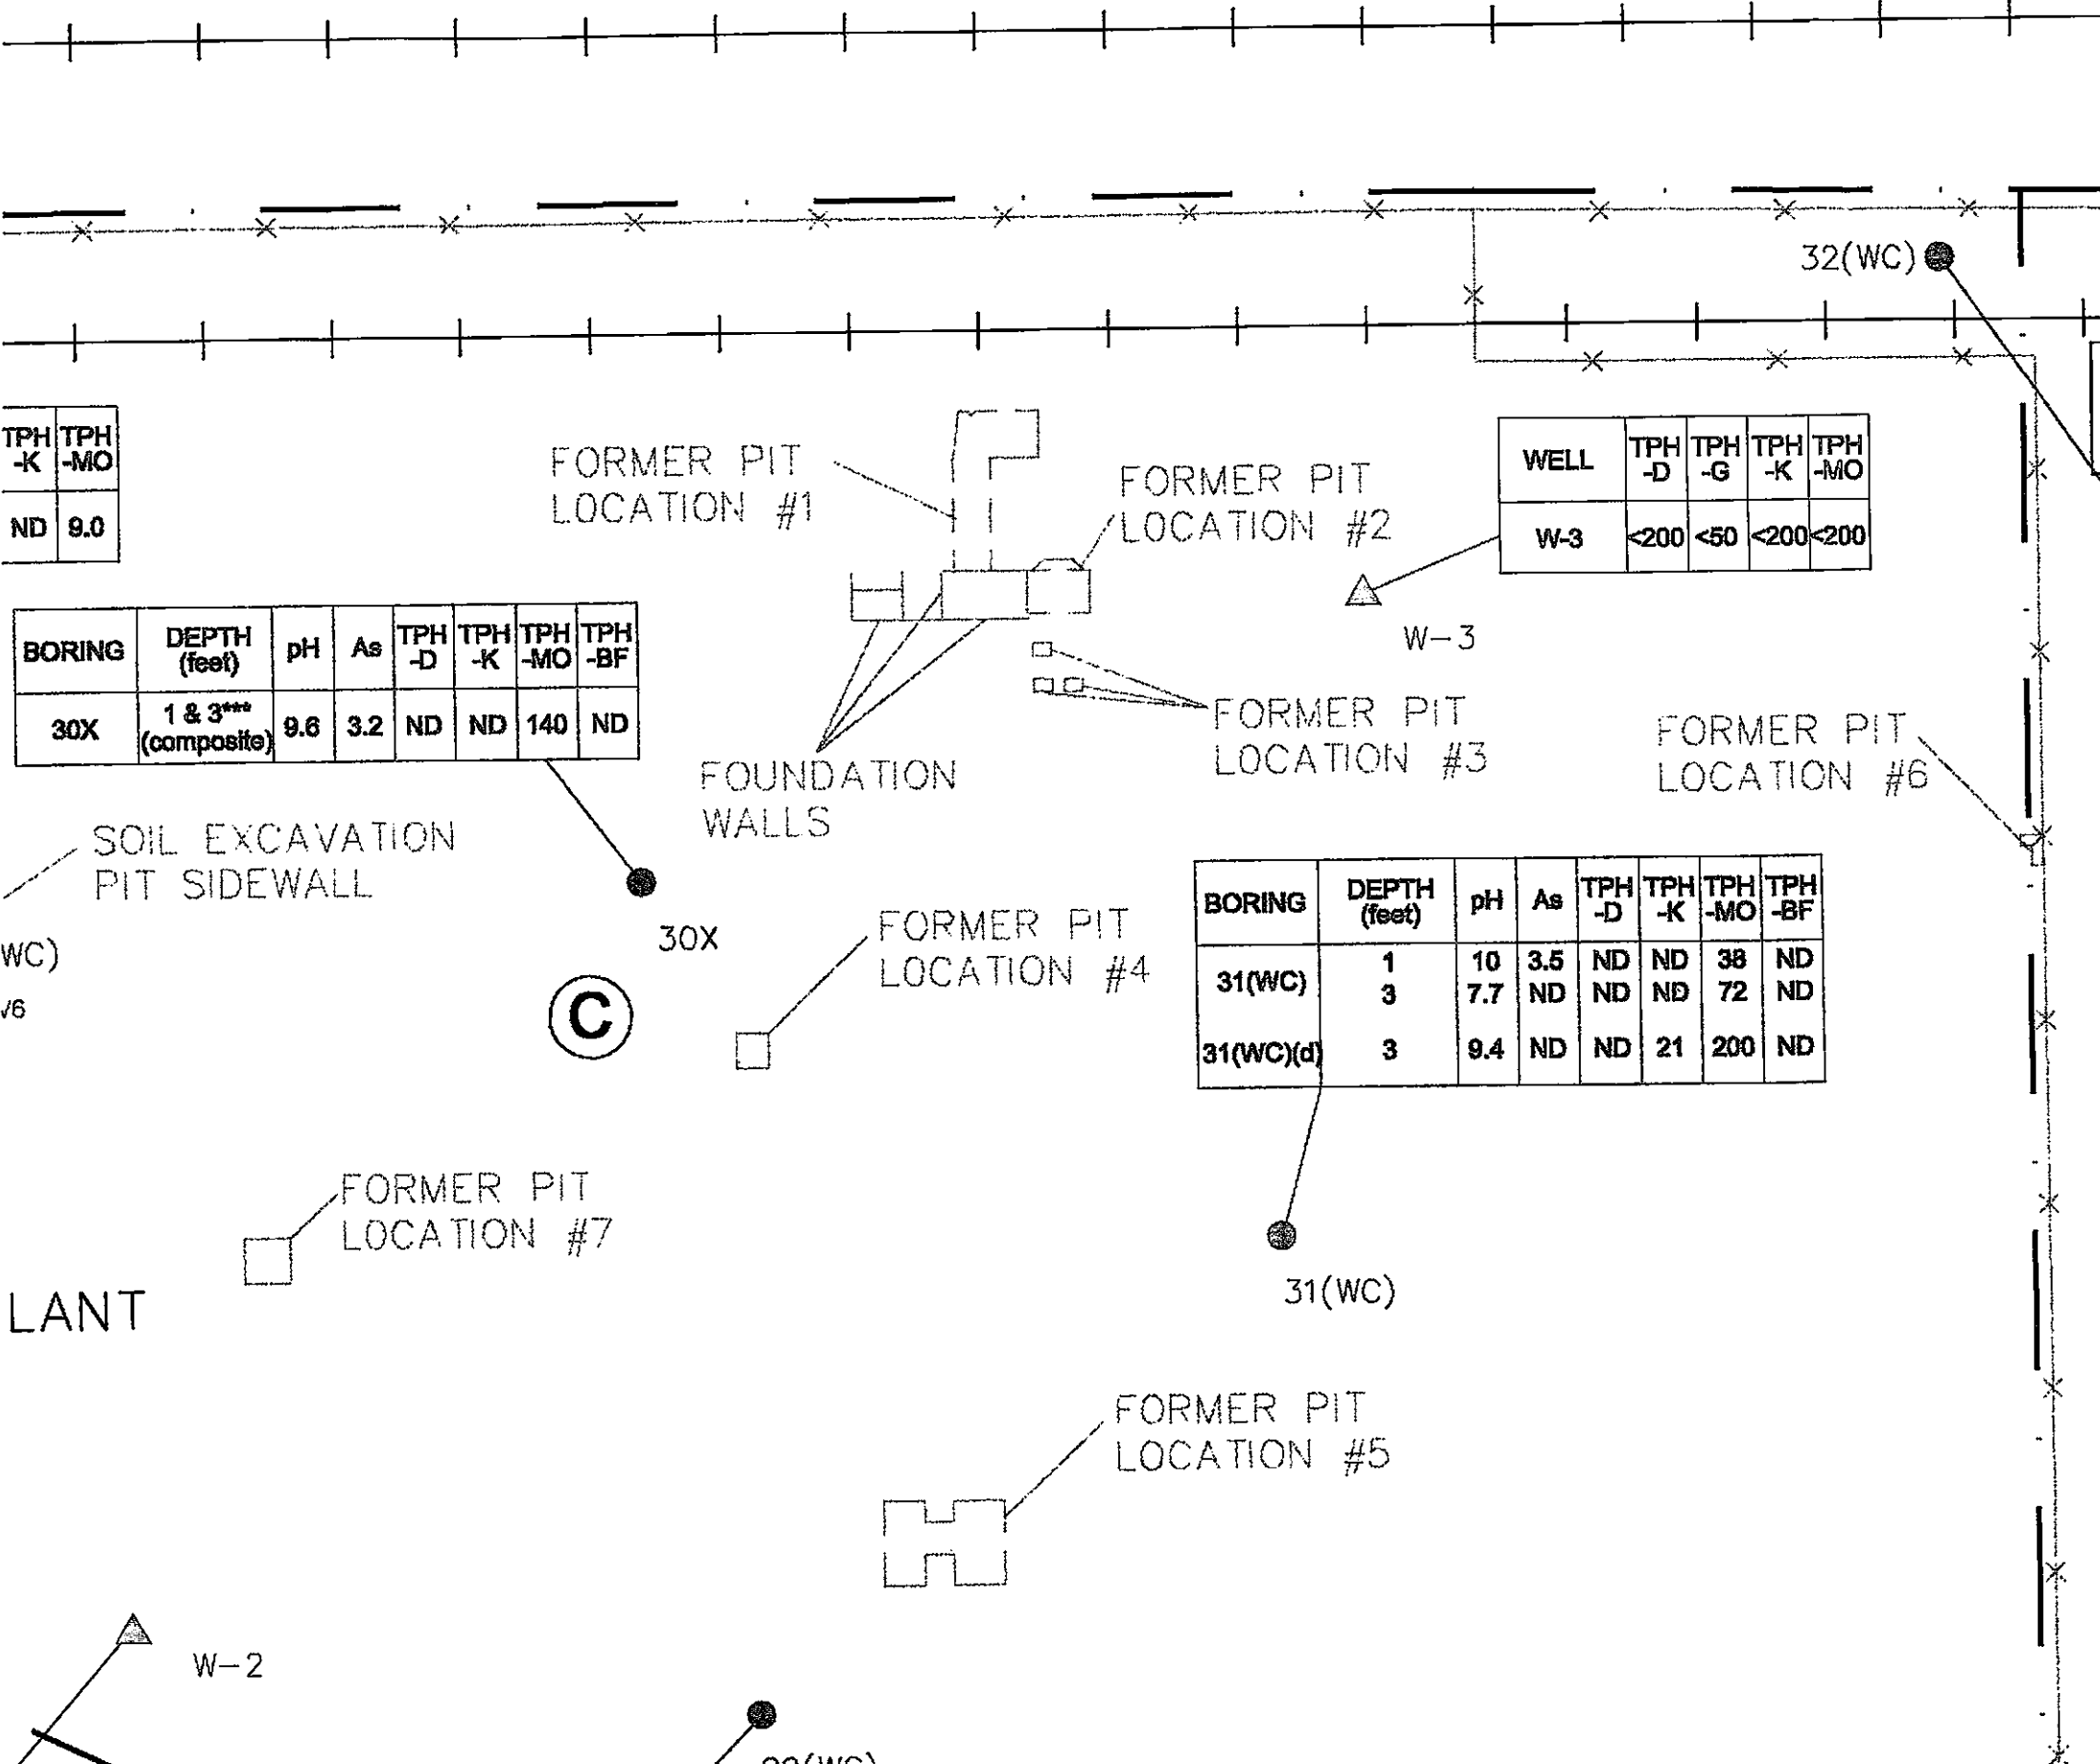 32(WC)
TPH TPH
-K -MO
ND 9.0
FORMER PIT
LOCATION #1
FORMER PIT
LOCATION #2
WELL TPH-D TPH-G TPH-K TPH-MO
W-3 <200 <50 <200 <200
W-3
BORING DEPTH (feet) pH As TPH-D TPH-K TPH-MO TPH-BF
30X 1 & 3*** (composite) 9.6 3.2 ND ND 140 ND
FORMER PIT
LOCATION #3
FORMER PIT
LOCATION #6
FOUNDATION
WALLS
SOIL EXCAVATION
PIT SIDEWALL
30X
WC)
C
FORMER PIT
LOCATION #4
BORING DEPTH (feet) pH As TPH-D TPH-K TPH-MO TPH-BF
31(WC) 1 10 3.5 ND ND 38 ND
3 7.7 ND ND ND 72 ND
31(WC)(d) 3 9.4 ND ND 21 200 ND
FORMER PIT
LOCATION #7
LANT
31(WC)
FORMER PIT
LOCATION #5
W-2